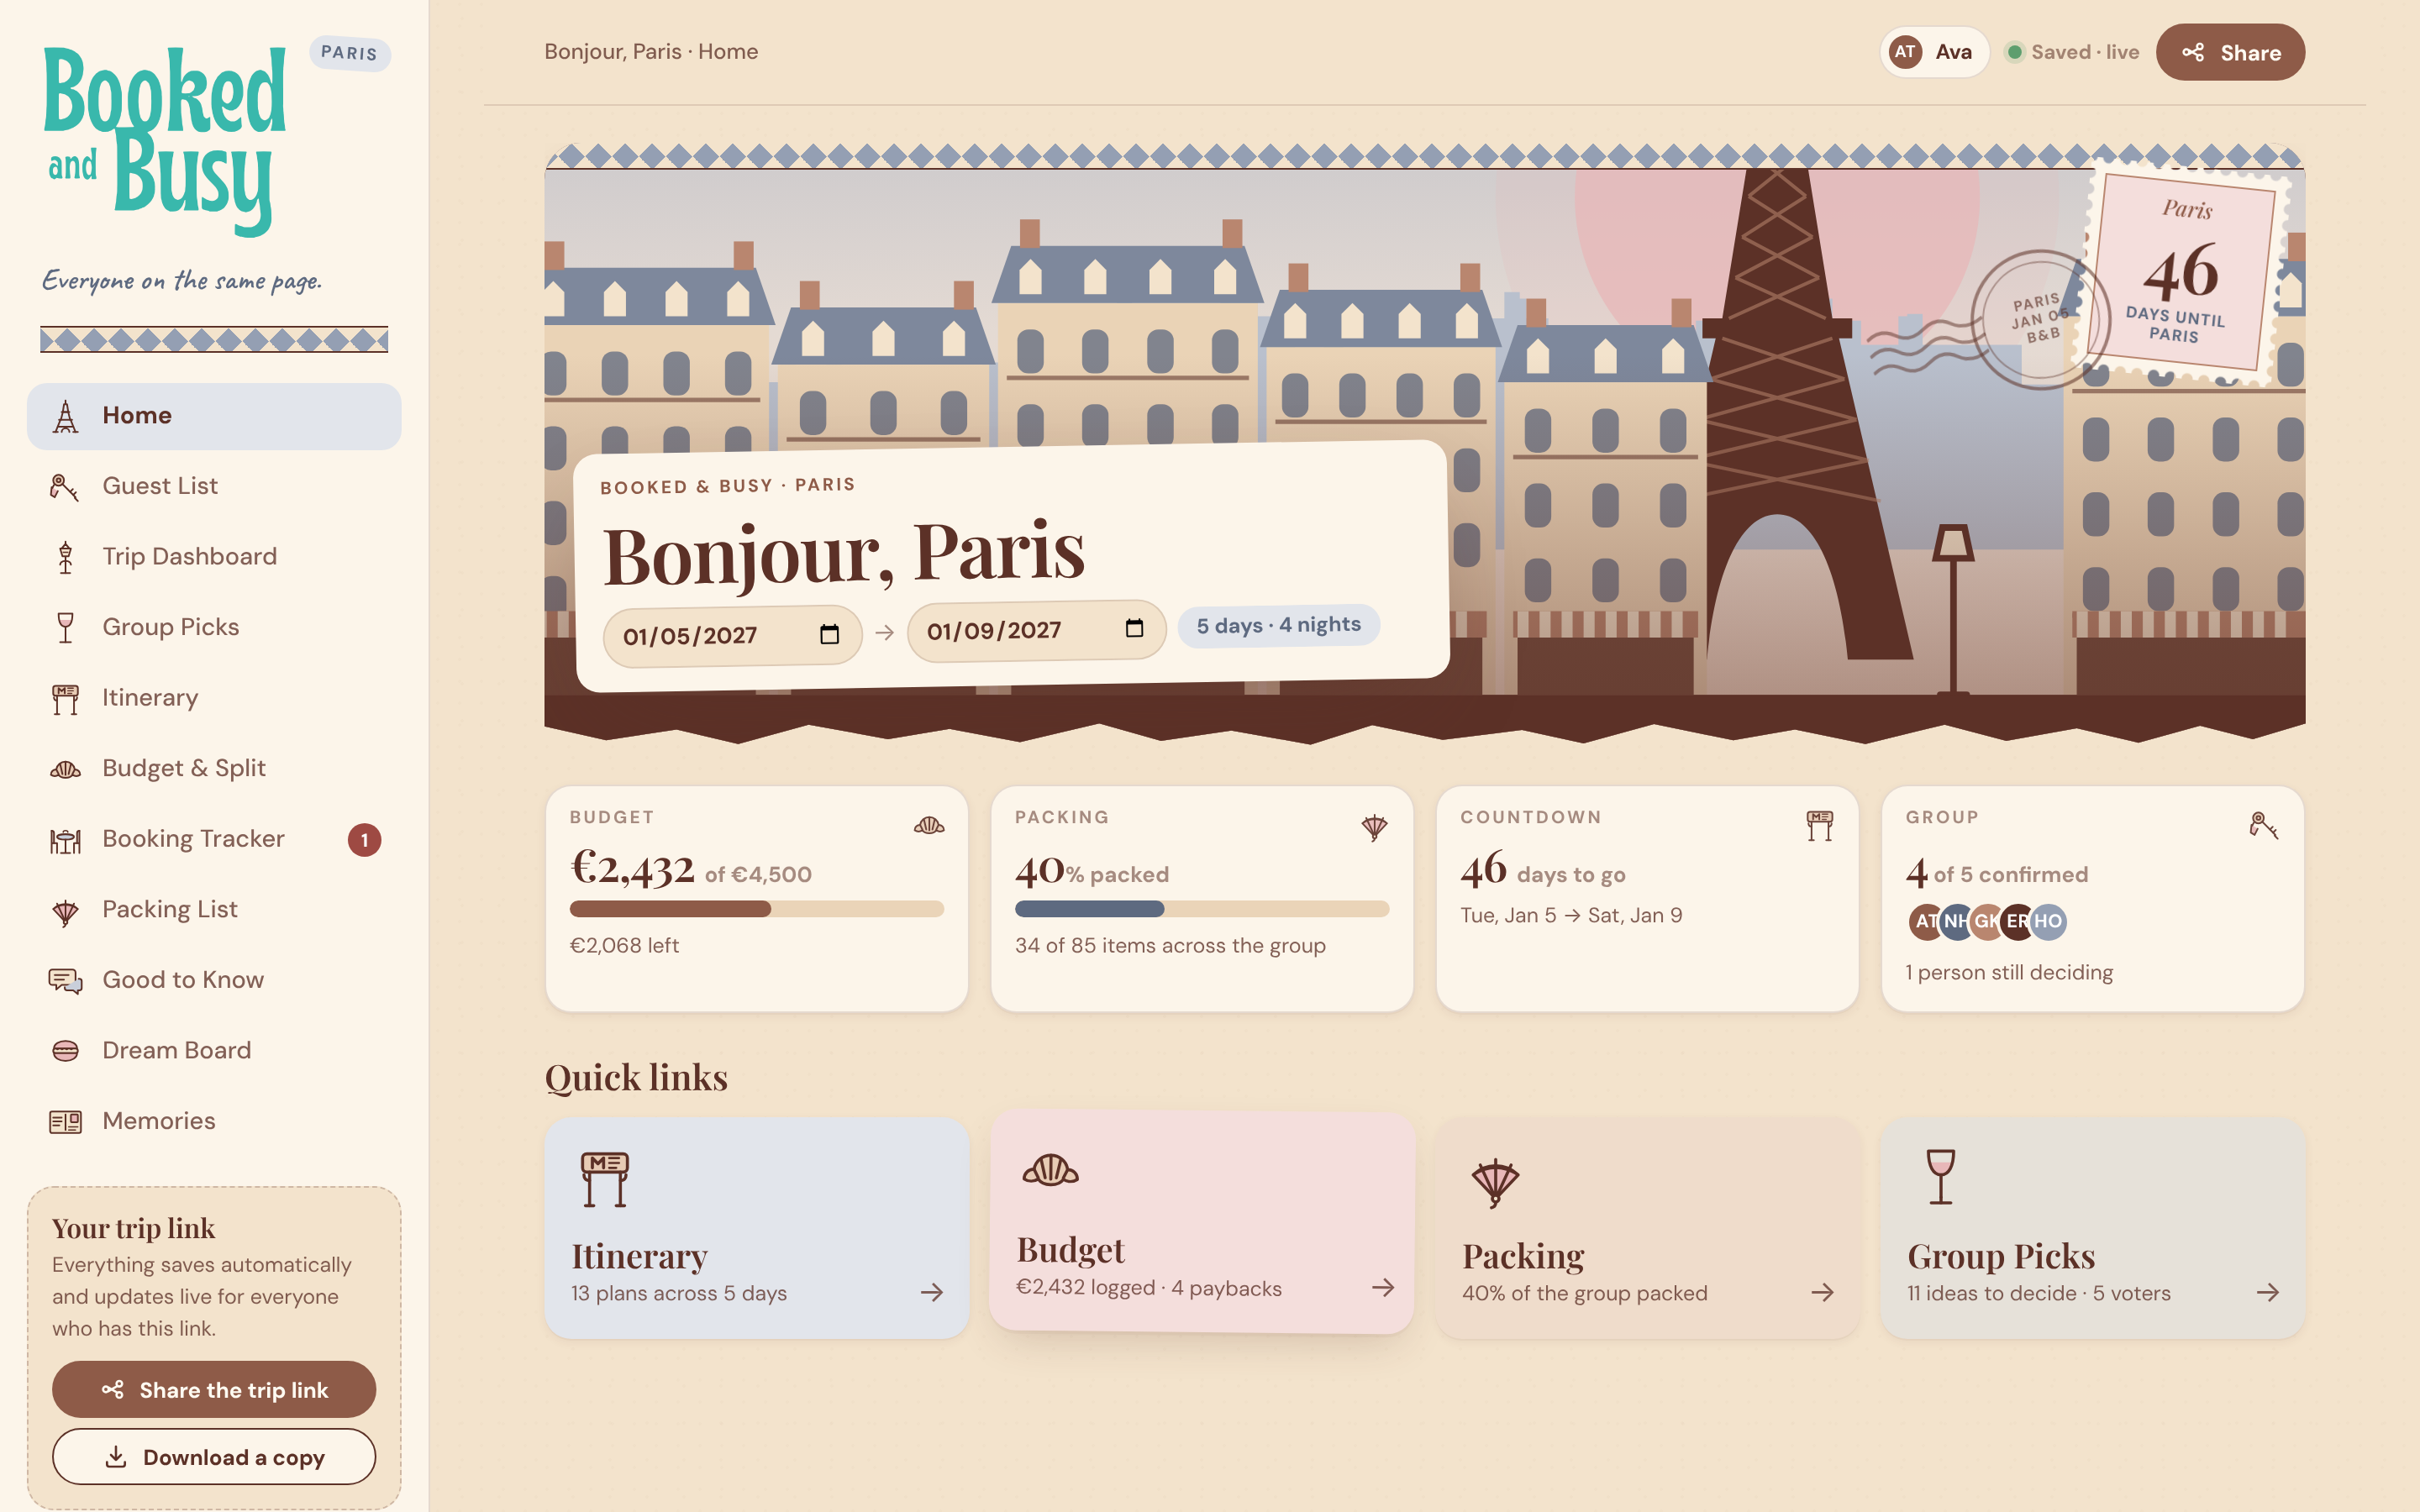 Booked
and Busy
PARIS
Everyone on the same page.
Home
Guest List
Trip Dashboard
Group Picks
Itinerary
Budget & Split
Booking Tracker
1
Packing List
Good to Know
Dream Board
Memories
Your trip link
Everything saves automatically
and updates live for everyone
who has this link.
Share the trip link
Download a copy
Bonjour, Paris · Home
AT
Ava
Saved · live
Share
Paris
46
DAYS UNTIL
PARIS
PARIS
JAN 05
B&B
BOOKED & BUSY · PARIS
Bonjour, Paris
01/05/2027 → 01/09/2027 5 days · 4 nights
BUDGET
€2,432 of €4,500
€2,068 left
PACKING
40% packed
34 of 85 items across the group
COUNTDOWN
46 days to go
Tue, Jan 5 → Sat, Jan 9
GROUP
4 of 5 confirmed
AT NH GK ER HO
1 person still deciding
Quick links
M
Itinerary
13 plans across 5 days →
Budget
€2,432 logged · 4 paybacks →
Packing
40% of the group packed →
Group Picks
11 ideas to decide · 5 voters →